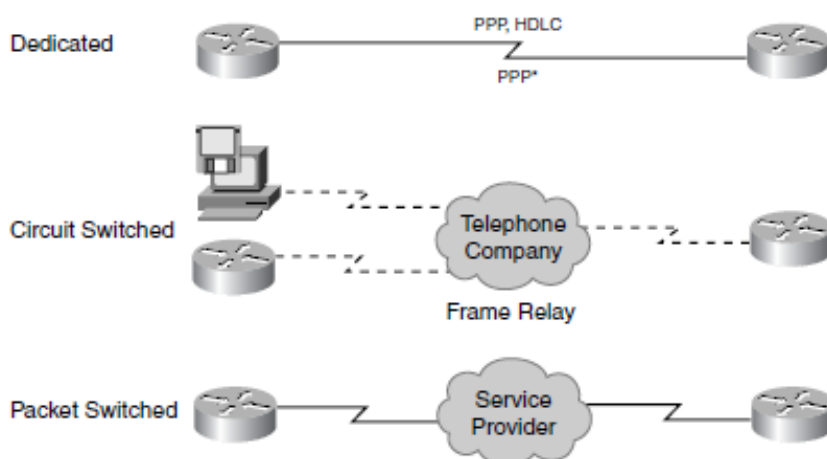 PPP, HDLC
Dedicated
PPP*
Circuit Switched
Telephone
Company
Frame Relay
Packet Switched
Service
Provider